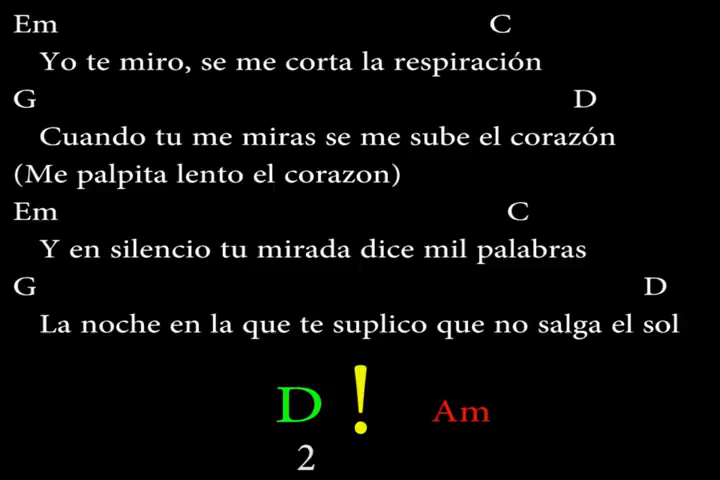 Em C
Yo te miro, se me corta la respiración
G D
Cuando tu me miras se me sube el corazón
(Me palpita lento el corazon)
Em C
Y en silencio tu mirada dice mil palabras
G D
La noche en la que te suplico que no salga el sol
D ! Am
2